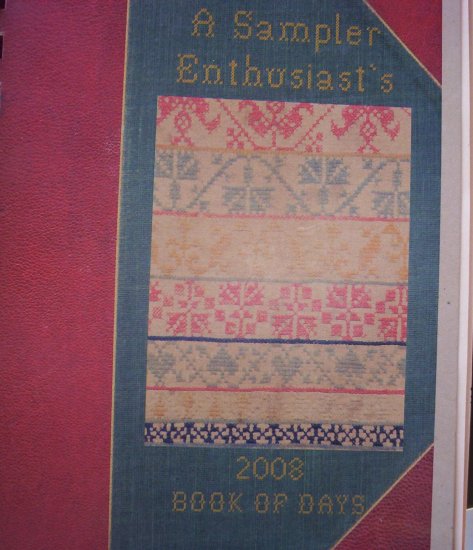 A Sampler
Enthusiast's
2008
BOOK OF DAYS